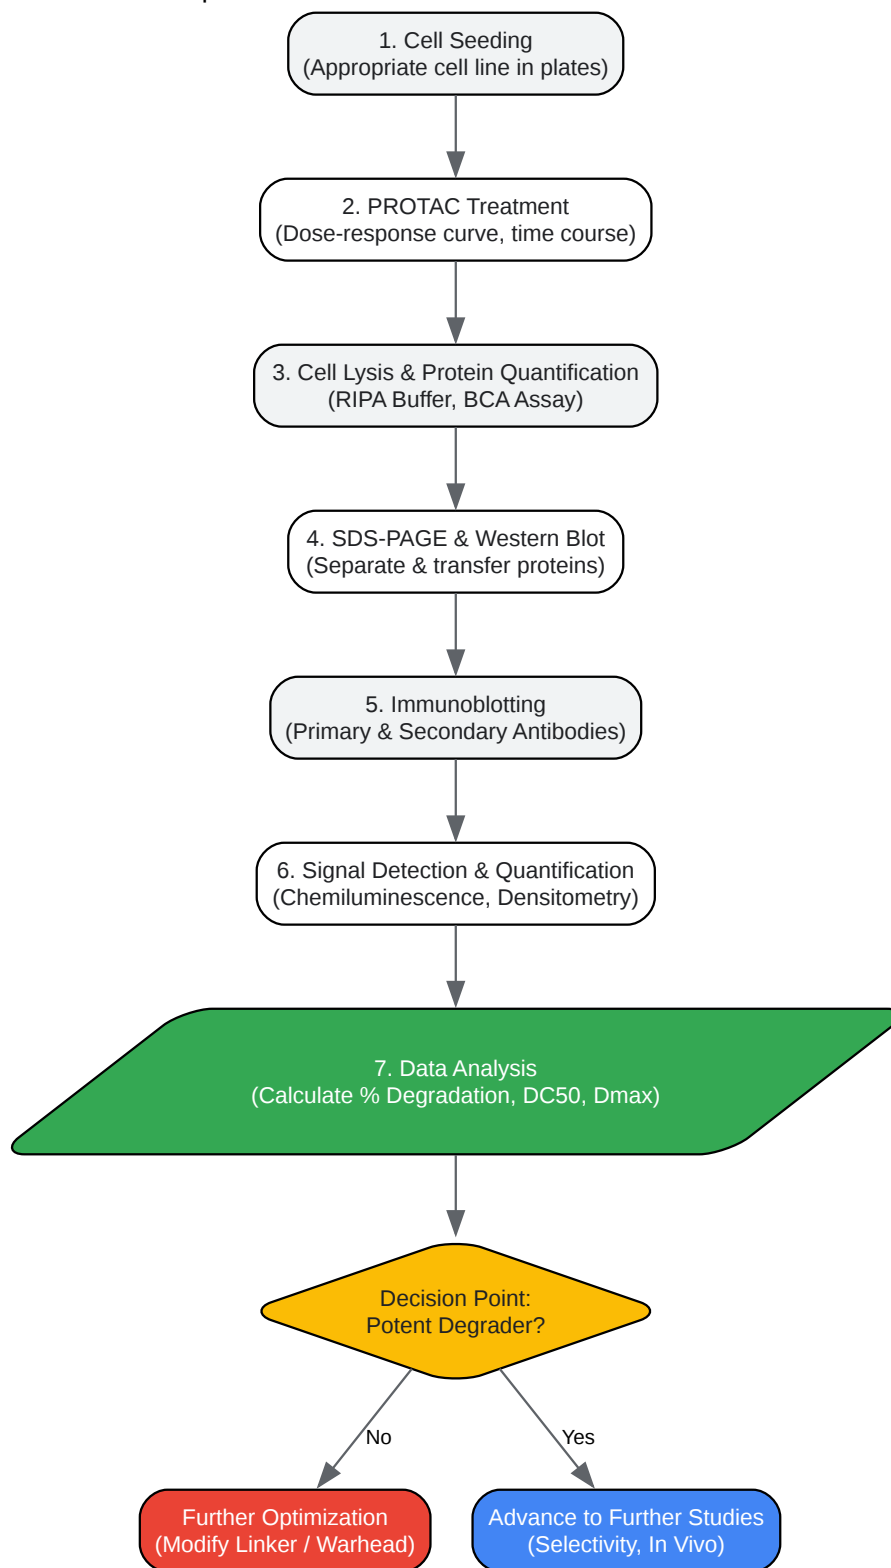 1. Cell Seeding
(Appropriate cell line in plates)
2. PROTAC Treatment
(Dose-response curve, time course)
3. Cell Lysis & Protein Quantification
(RIPA Buffer, BCA Assay)
4. SDS-PAGE & Western Blot
(Separate & transfer proteins)
5. Immunoblotting
(Primary & Secondary Antibodies)
6. Signal Detection & Quantification
(Chemiluminescence, Densitometry)
7. Data Analysis
(Calculate % Degradation, DC50, Dmax)
Decision Point:
Potent Degrader?
No
Yes
Further Optimization
(Modify Linker / Warhead)
Advance to Further Studies
(Selectivity, In Vivo)